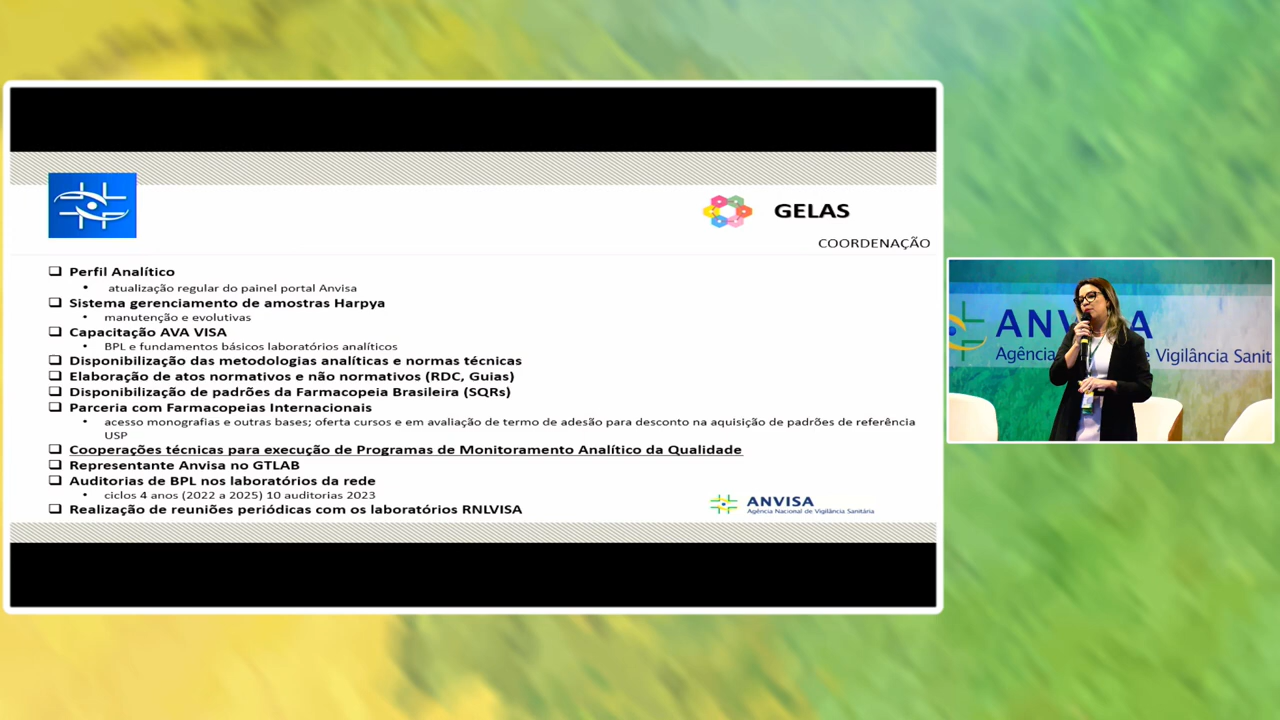 GELAS
COORDENAÇÃO
❑ Perfil Analítico
• atualização regular do painel portal Anvisa
❑ Sistema gerenciamento de amostras Harpya
• manutenção e evolutivas
❑ Capacitação AVA VISA
• BPL e fundamentos básicos laboratórios analíticos
❑ Disponibilização das metodologias analíticas e normas técnicas
❑ Elaboração de atos normativos e não normativos (RDC, Guias)
❑ Disponibilização de padrões da Farmacopeia Brasileira (SQRs)
❑ Parceria com Farmacopeias Internacionais
• acesso monografias e outras bases; oferta cursos e em avaliação de termo de adesão para desconto na aquisição de padrões de referência
USP
❑ Cooperações técnicas para execução de Programas de Monitoramento Analítico da Qualidade
❑ Representante Anvisa no GTLAB
❑ Auditorias de BPL nos laboratórios da rede
• ciclos 4 anos (2022 a 2025) 10 auditorias 2023
❑ Realização de reuniões periódicas com os laboratórios RNLVISA
ANVISA
Agência Nacional de Vigilância Sanitária
ANV SA
Agência e Vigilância Sanit